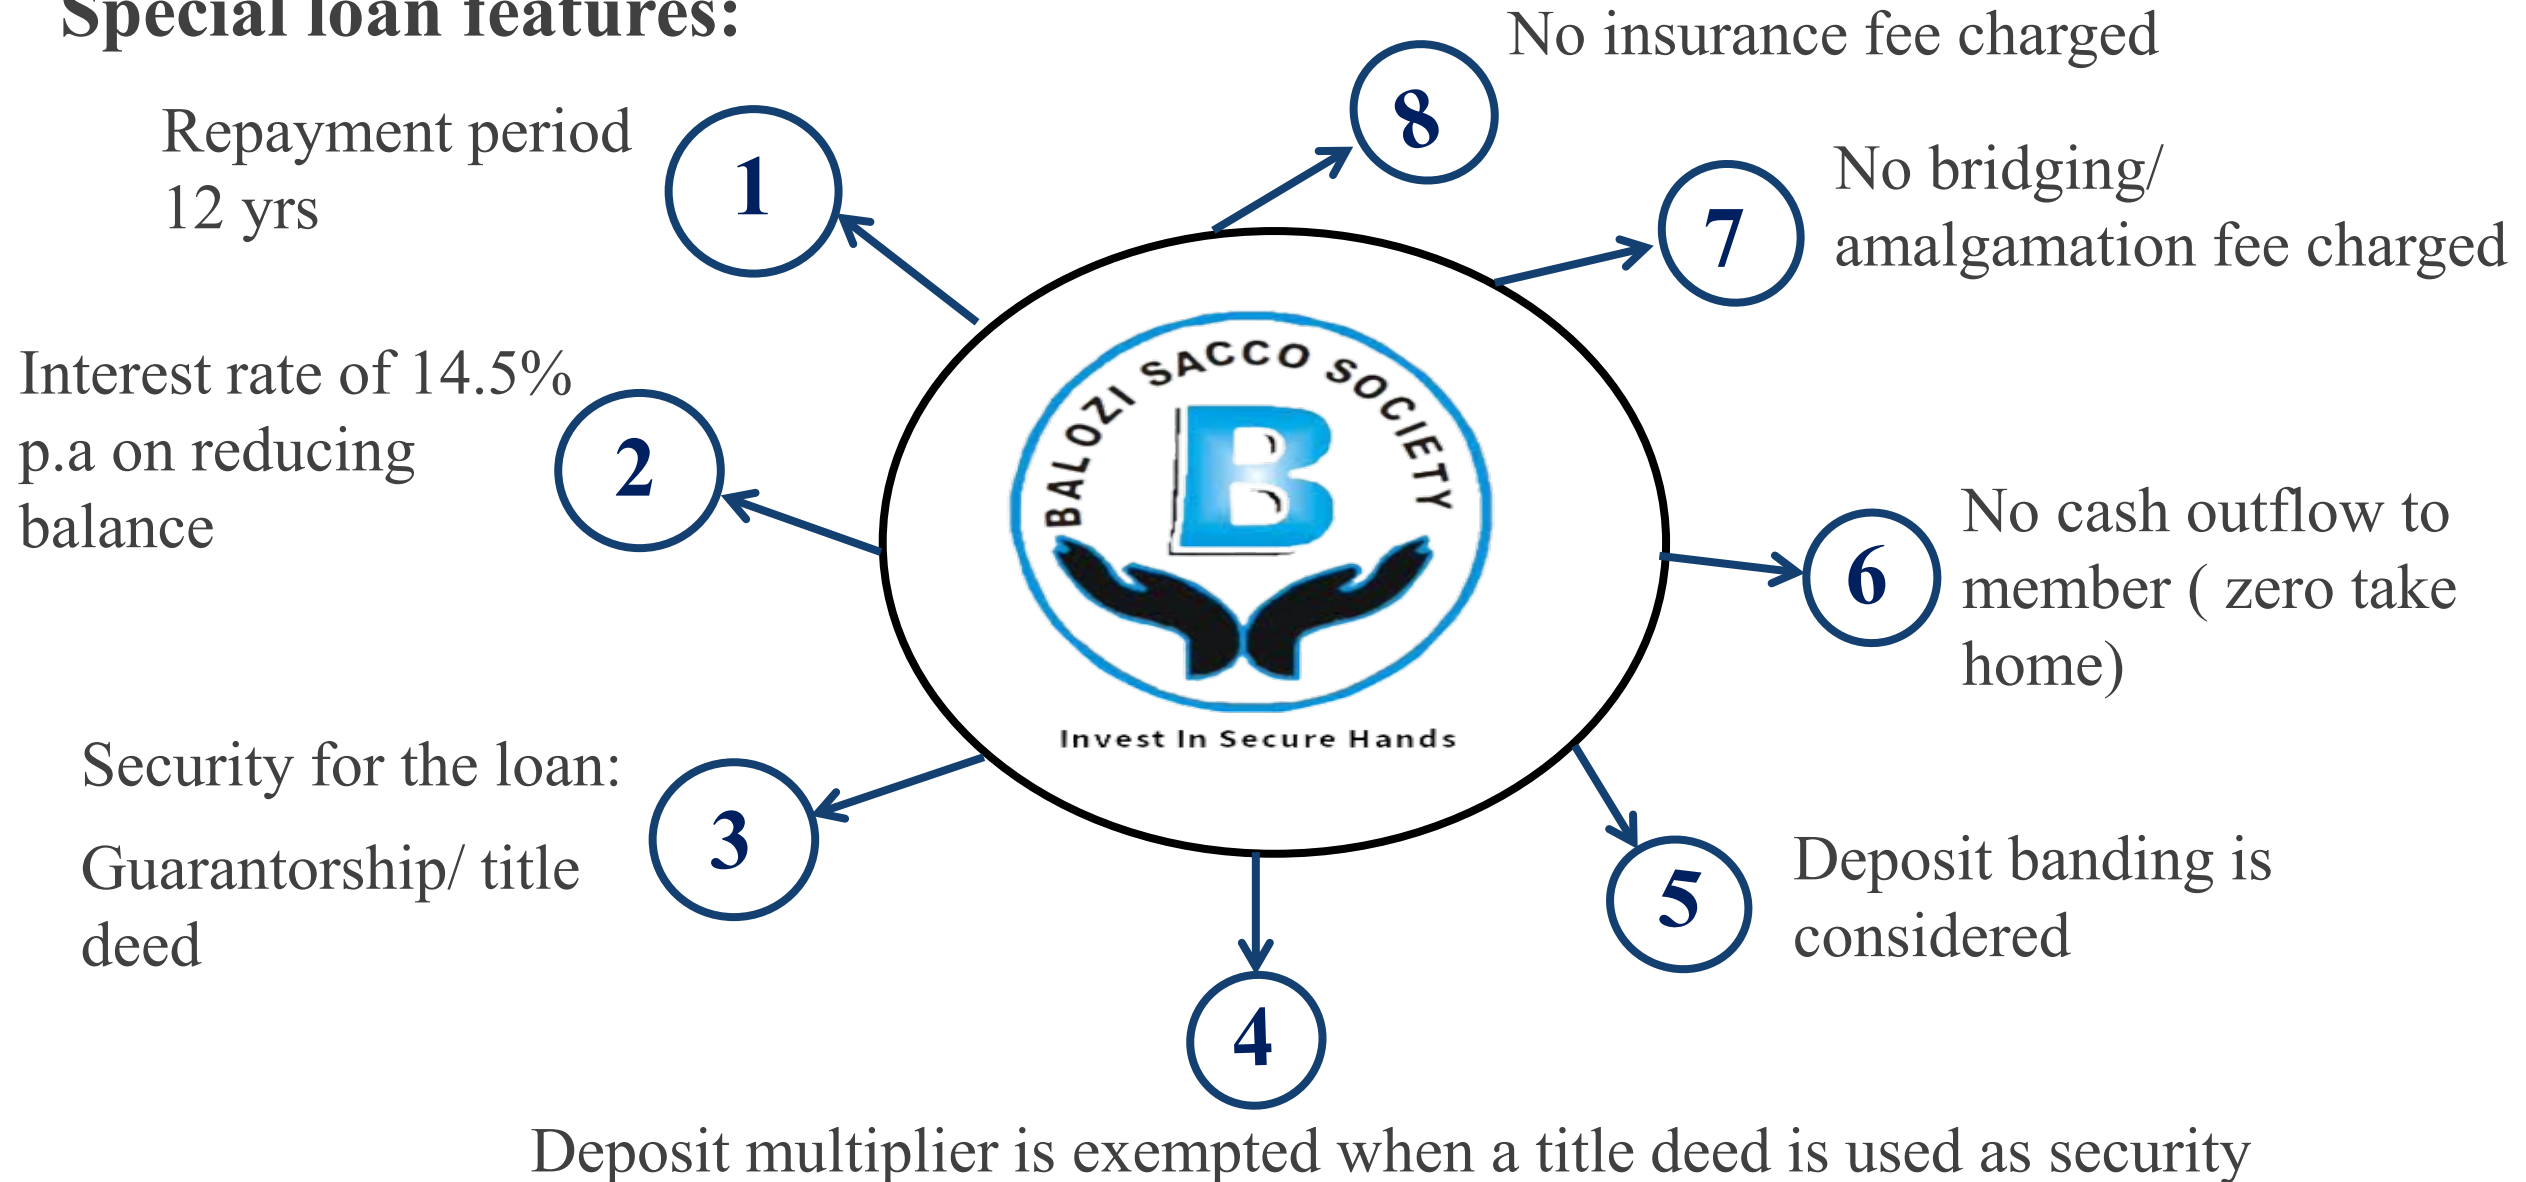 Special loan features:
1
Repayment period
12 yrs
2
Interest rate of 14.5%
p.a on reducing
balance
3
Security for the loan:
Guarantorship/ title
deed
4
Deposit multiplier is exempted when a title deed is used as security
5
Deposit banding is
considered
6
No cash outflow to
member ( zero take
home)
7
No bridging/
amalgamation fee charged
8
No insurance fee charged
BALOZI SACCO SOCIETY
B
Invest In Secure Hands